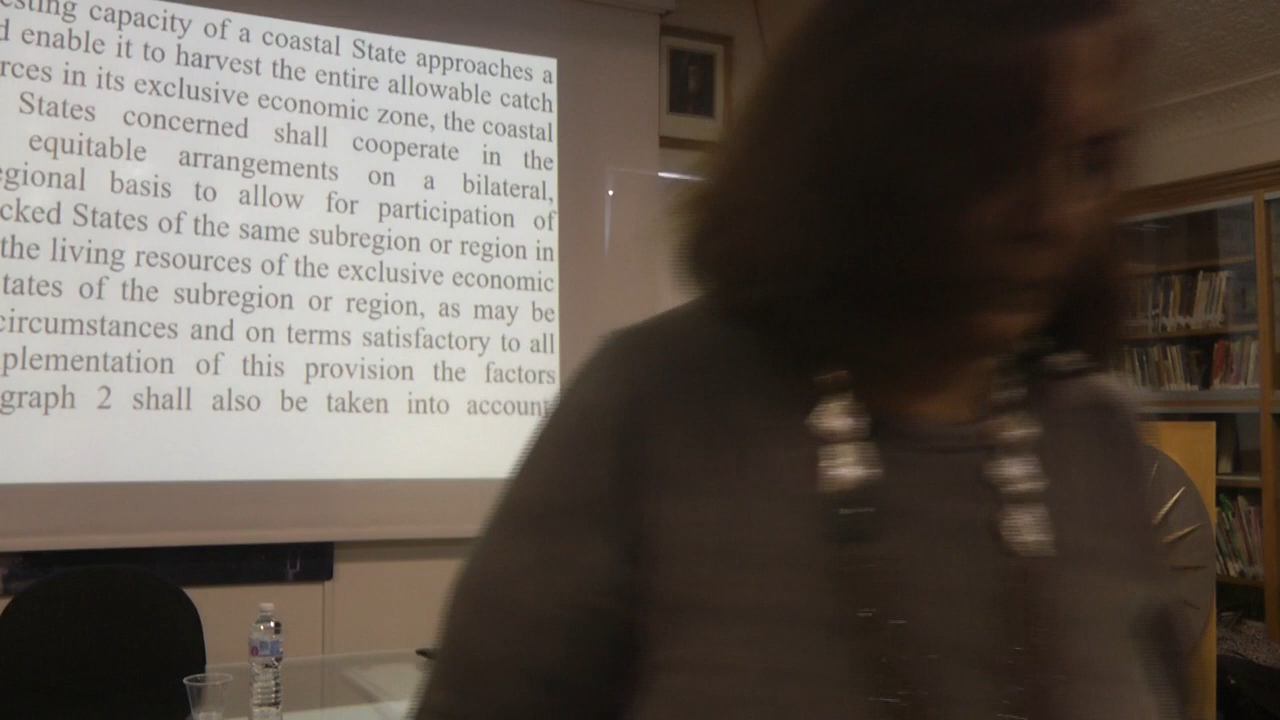 esting capacity of a coastal State approaches a
d enable it to harvest the entire allowable catch
rces in its exclusive economic zone, the coastal
States concerned shall cooperate in the
equitable arrangements on a bilateral,
egional basis to allow for participation of
cked States of the same subregion or region in
the living resources of the exclusive economic
tates of the subregion or region, as may be
circumstances and on terms satisfactory to all
plementation of this provision the factors
graph 2 shall also be taken into account